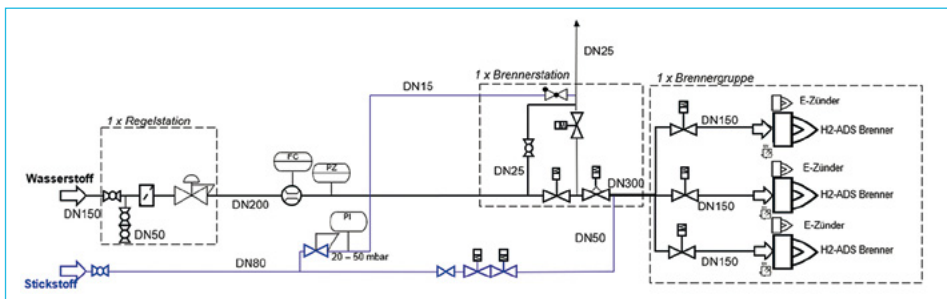 DN25
1 x Brennerstation
1 x Brennergruppe
DN15
E-Zünder
1 x Regelstation
DN150
H2-ADS Brenner
FC
PZ
DN25
Wasserstoff
E-Zünder
DN300
DN150
DN200
H2-ADS Brenner
DN150
PI
E-Zünder
DN50
DN50
20 – 50 mbar
DN150
H2-ADS Brenner
DN80
Stickstoff